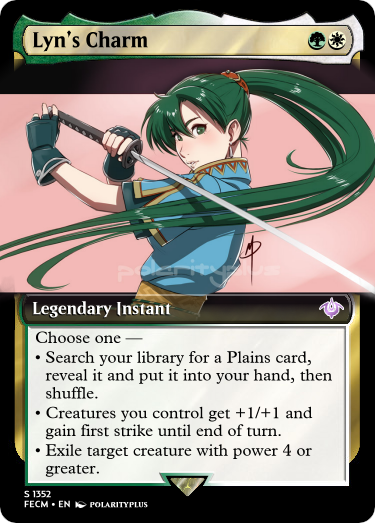 Lyn's Charm
polarityplus
Legendary Instant
Choose one —
• Search your library for a Plains card,
reveal it and put it into your hand, then
shuffle.
• Creatures you control get +1/+1 and
gain first strike until end of turn.
• Exile target creature with power 4 or
greater.
S 1352
FECM • EN POLARITYPLUS